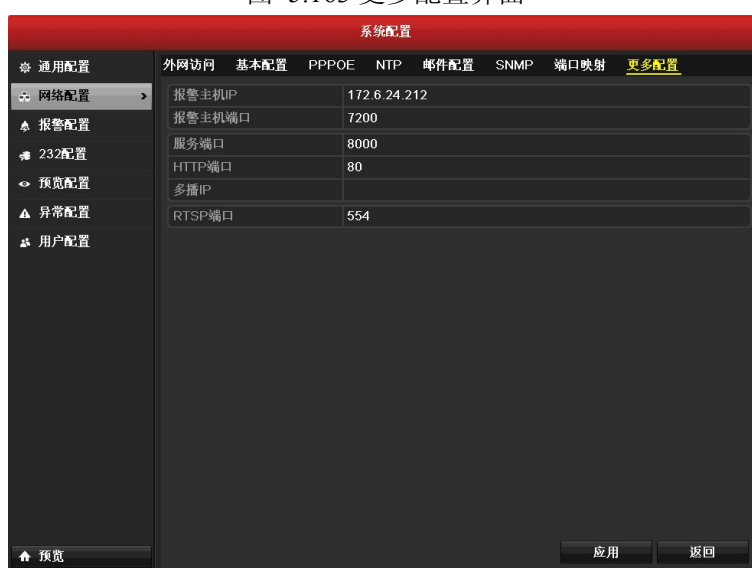 图 5.165 更多配置界面
系统配置
通用配置
网络配置
报警配置
232配置
预览配置
异常配置
用户配置
预览
外网访问 基本配置 PPPOE NTP 邮件配置 SNMP 端口映射 更多配置
报警主机IP 172.6.24.212
报警主机端口 7200
服务端口 8000
HTTP端口 80
多播IP
RTSP端口 554
应用 返回